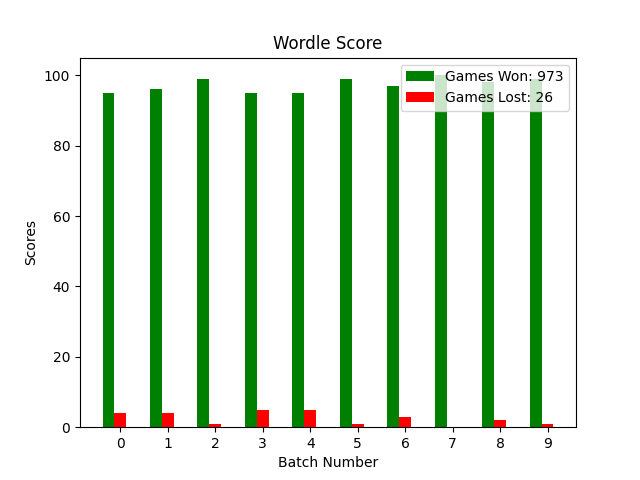 Wordle Score
Games Won: 973
Games Lost: 26
100
80
60
40
20
0
Scores
0 1 2 3 4 5 6 7 8 9
Batch Number